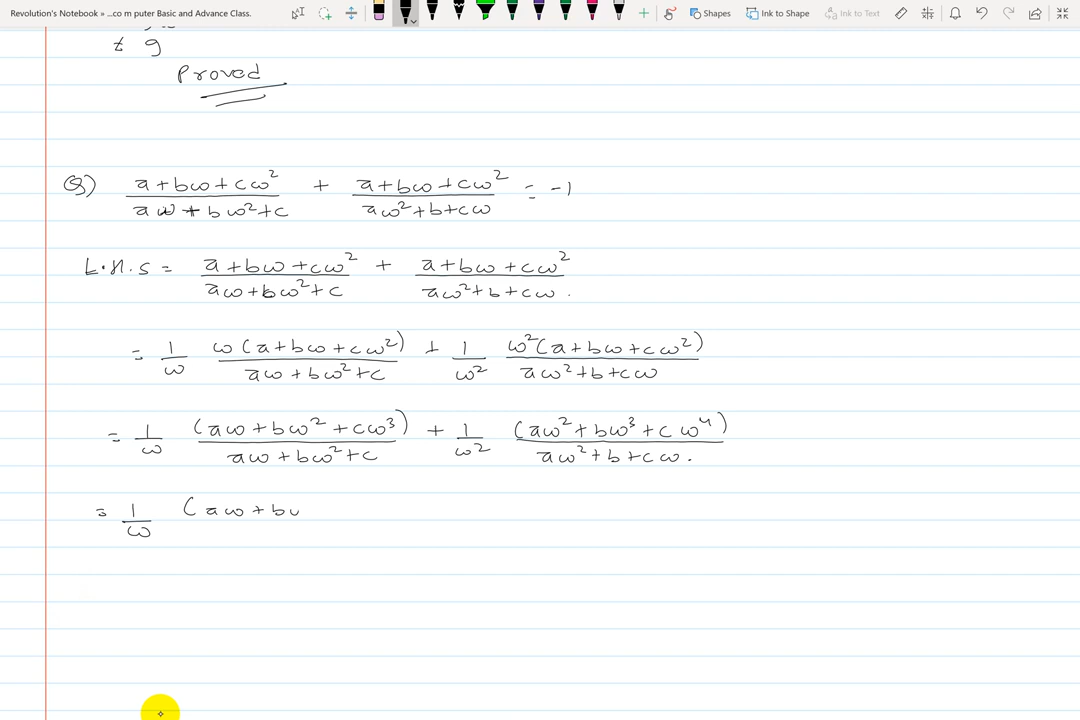 Revolution's Notebook » ...co m puter Basic and Advance Class.
Shapes
Ink to Shape
Ink to Text
Proved
Q) (a+bω+cω²)/(aω+bω²+c) + (a+bω+cω²)/(aω²+b+cω) = -1
L.H.S = (a+bω+cω²)/(aω+bω²+c) + (a+bω+cω²)/(aω²+b+cω).
= 1/ω ω(a+bω+cω²)/(aω+bω²+c) + 1/ω² ω²(a+bω+cω²)/(aω²+b+cω)
= 1/ω (aω+bω²+cω³)/(aω+bω²+c) + 1/ω² (aω²+bω³+cω⁴)/(aω²+b+cω).
= 1/ω (aω+b